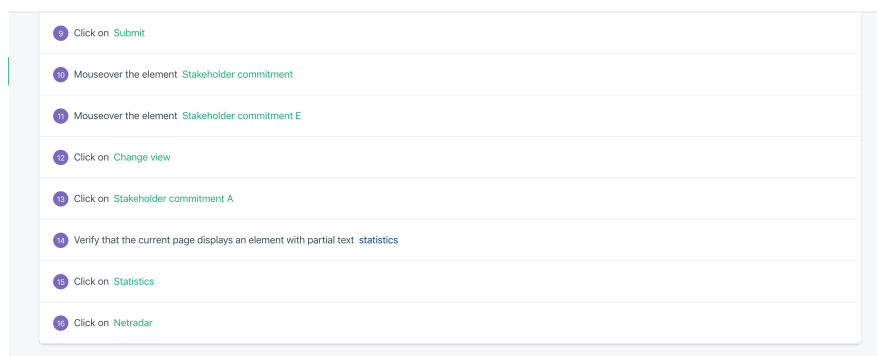 9 Click on Submit
10 Mouseover the element Stakeholder commitment
11 Mouseover the element Stakeholder commitment E
12 Click on Change view
13 Click on Stakeholder commitment A
14 Verify that the current page displays an element with partial text statistics
15 Click on Statistics
16 Click on Netradar